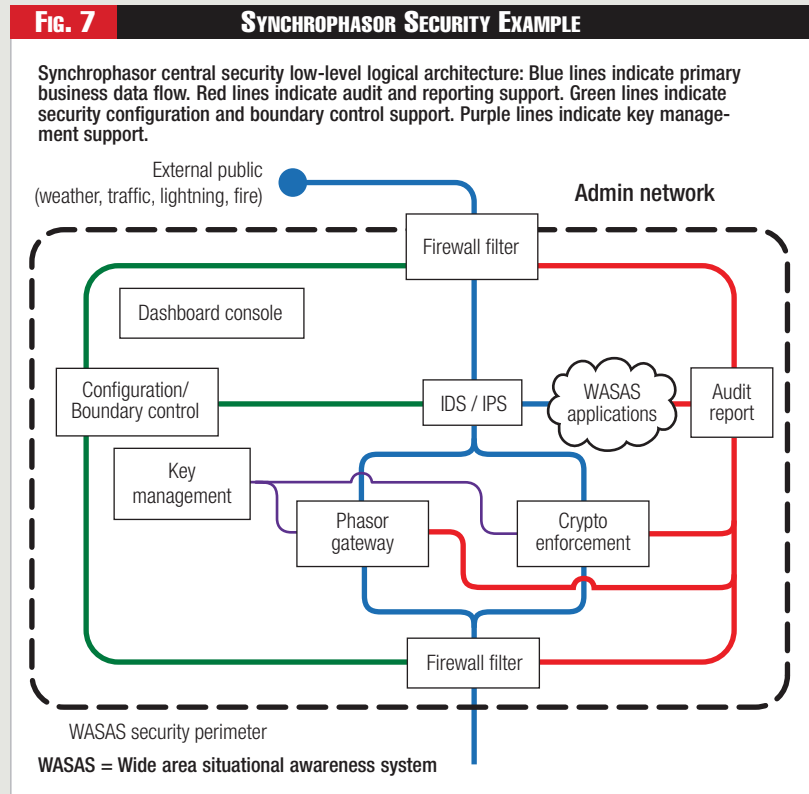 FIG. 7
SYNCHROPHASOR SECURITY EXAMPLE
Synchrophasor central security low-level logical architecture: Blue lines indicate primary
business data flow. Red lines indicate audit and reporting support. Green lines indicate
security configuration and boundary control support. Purple lines indicate key manage-
ment support.
External public
(weather, traffic, lightning, fire)
Admin network
Firewall filter
Dashboard console
Configuration/
Boundary control
IDS / IPS
WASAS
applications
Audit
report
Key
management
Phasor
gateway
Crypto
enforcement
Firewall filter
WASAS security perimeter
WASAS = Wide area situational awareness system